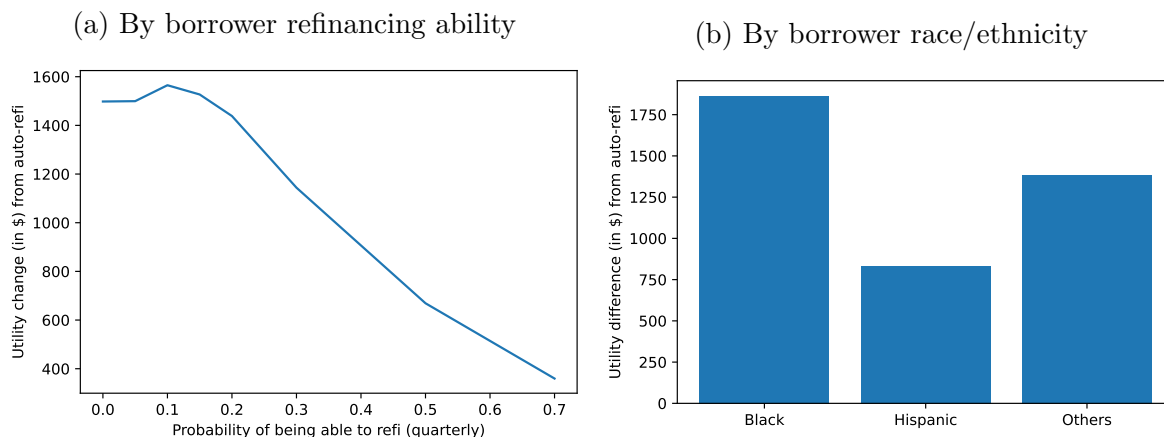 (a) By borrower refinancing ability
Utility change (in $) from auto-refi
1600
1400
1200
1000
800
600
400
0.0 0.1 0.2 0.3 0.4 0.5 0.6 0.7
Probability of being able to refi (quarterly)
(b) By borrower race/ethnicity
Utility difference (in $) from auto-refi
1750
1500
1250
1000
750
500
250
0
Black Hispanic Others